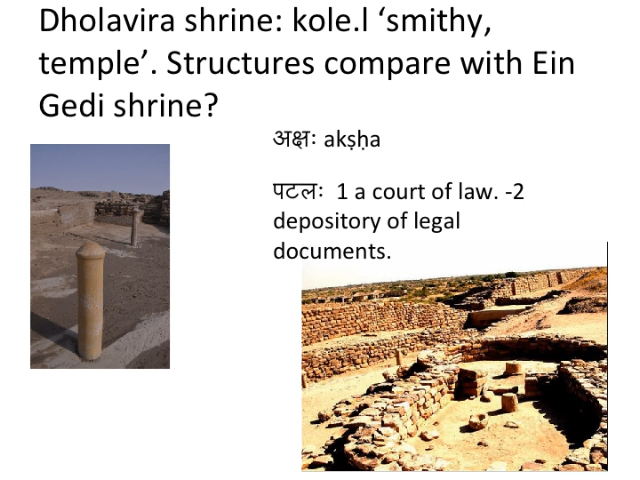 Dholavira shrine: kole.l ‘smithy,
temple’. Structures compare with Ein
Gedi shrine?
अक्षः akṣḥa
पटलः 1 a court of law. -2
depository of legal
documents.